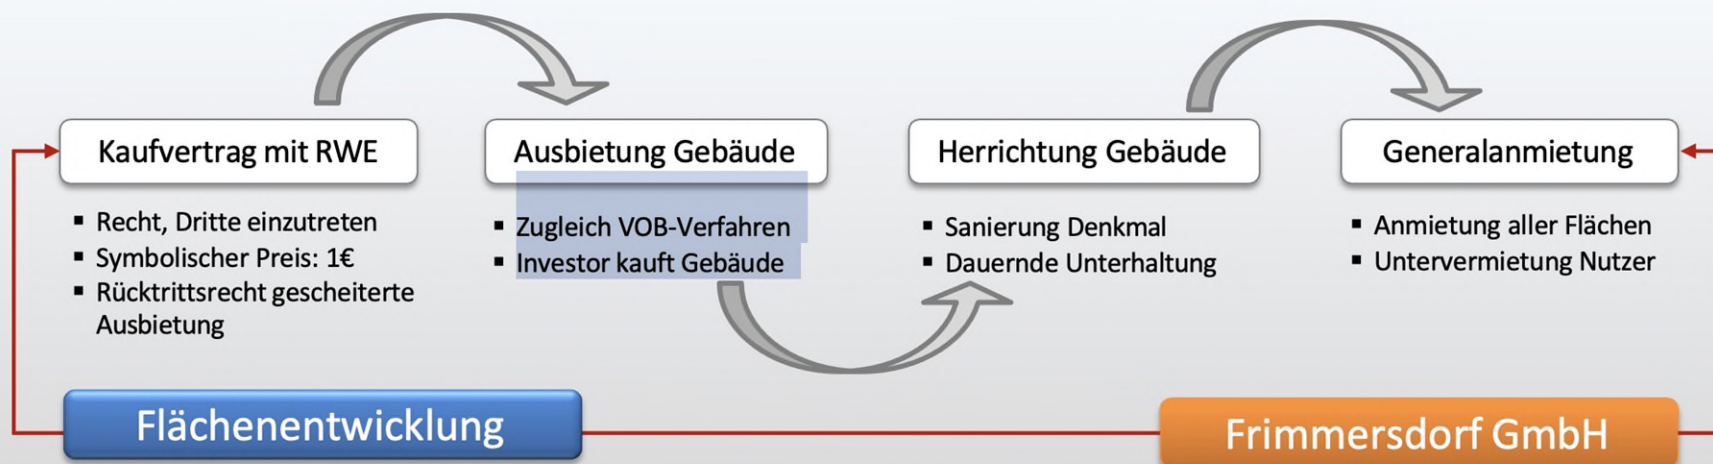 Kaufvertrag mit RWE
▪ Recht, Dritte einzutreten
▪ Symbolischer Preis: 1€
▪ Rücktrittsrecht gescheiterte
Ausbietung
Ausbietung Gebäude
▪ Zugleich VOB-Verfahren
▪ Investor kauft Gebäude
Herrichtung Gebäude
▪ Sanierung Denkmal
▪ Dauernde Unterhaltung
Generalanmietung
▪ Anmietung aller Flächen
▪ Untervermietung Nutzer
Flächenentwicklung
Frimmersdorf GmbH